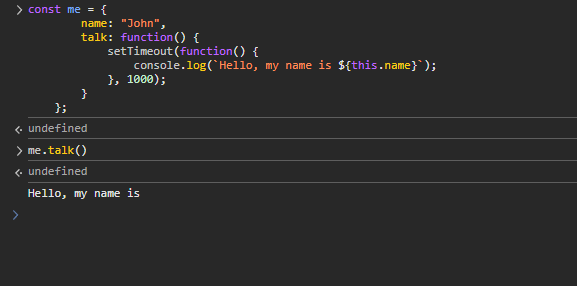 const me = {
name: "John",
talk: function() {
setTimeout(function() {
console.log(`Hello, my name is ${this.name}`);
}, 1000);
}
};
undefined
me.talk()
undefined
Hello, my name is